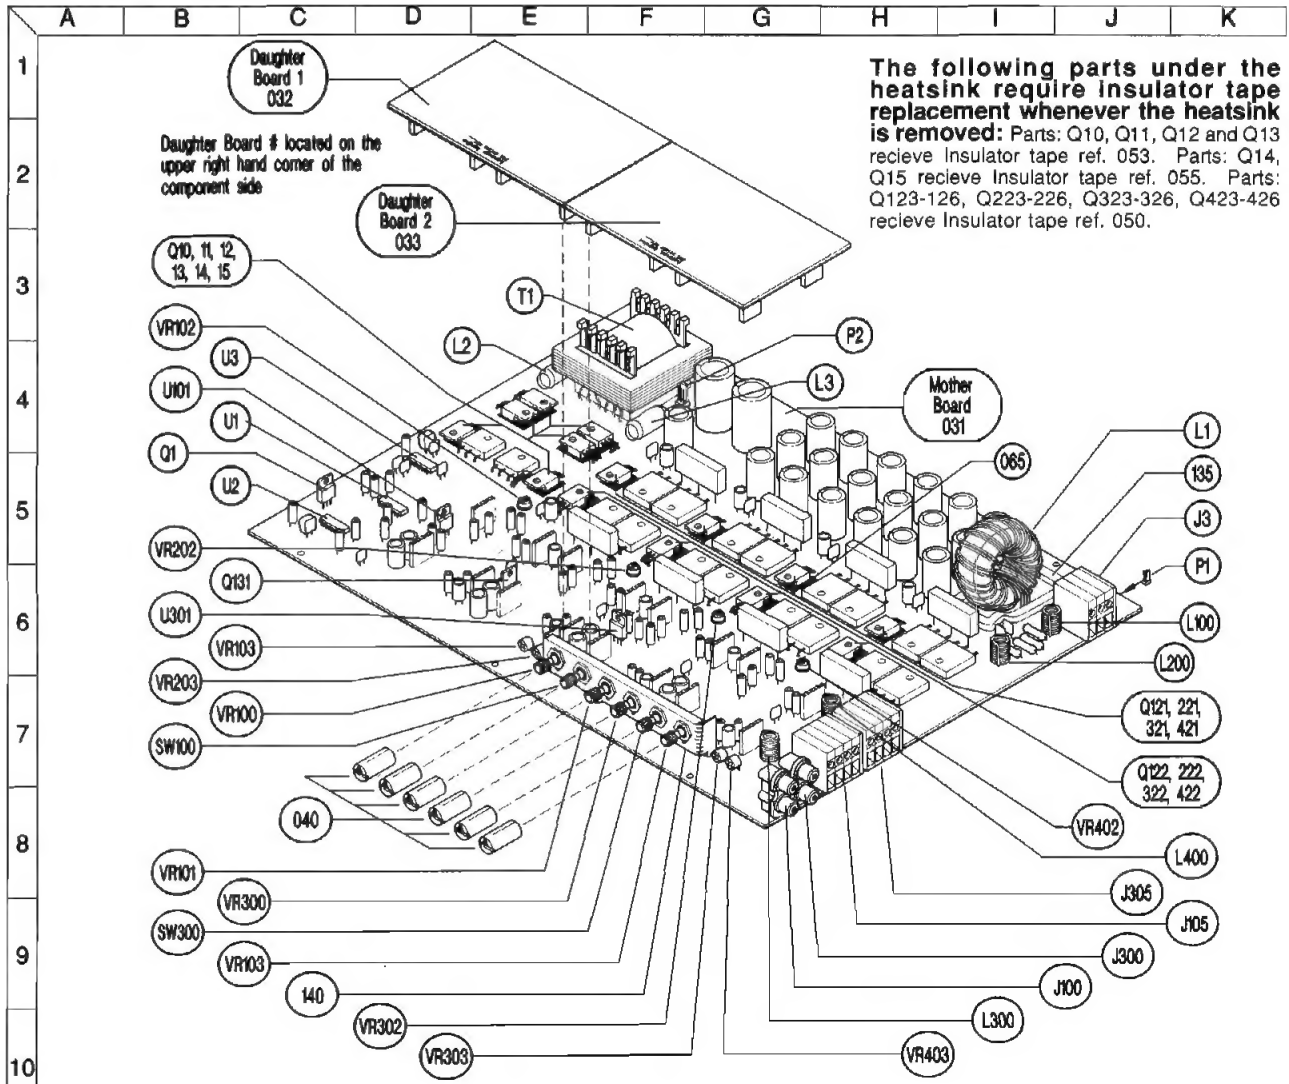 A B C D E F G H I J K
1
2
3
4
5
6
7
8
9
10
Daughter
Board 1
032
Daughter Board # located on the
upper right hand corner of the
component side
The following parts under the
heatsink require insulator tape
replacement whenever the heatsink
is removed: Parts: Q10, Q11, Q12 and Q13
recieve Insulator tape ref. 053. Parts: Q14,
Q15 recieve Insulator tape ref. 055. Parts:
Q123-126, Q223-226, Q323-326, Q423-426
recieve Insulator tape ref. 050.
Daughter
Board 2
033
Q10, 11, 12,
13, 14, 15
T1
VR102
L2
P2
U3
L3
U101
Mother
Board
031
U1
L1
Q1
065
135
U2
J3
VR202
P1
Q131
U301
L100
VR103
L200
VR203
VR100
Q121, 221,
321, 421
SW100
Q122, 222,
322, 422
040
VR402
L400
VR101
VR300
J305
SW300
J105
VR103
J300
140
J100
VR302
L300
VR303
VR403